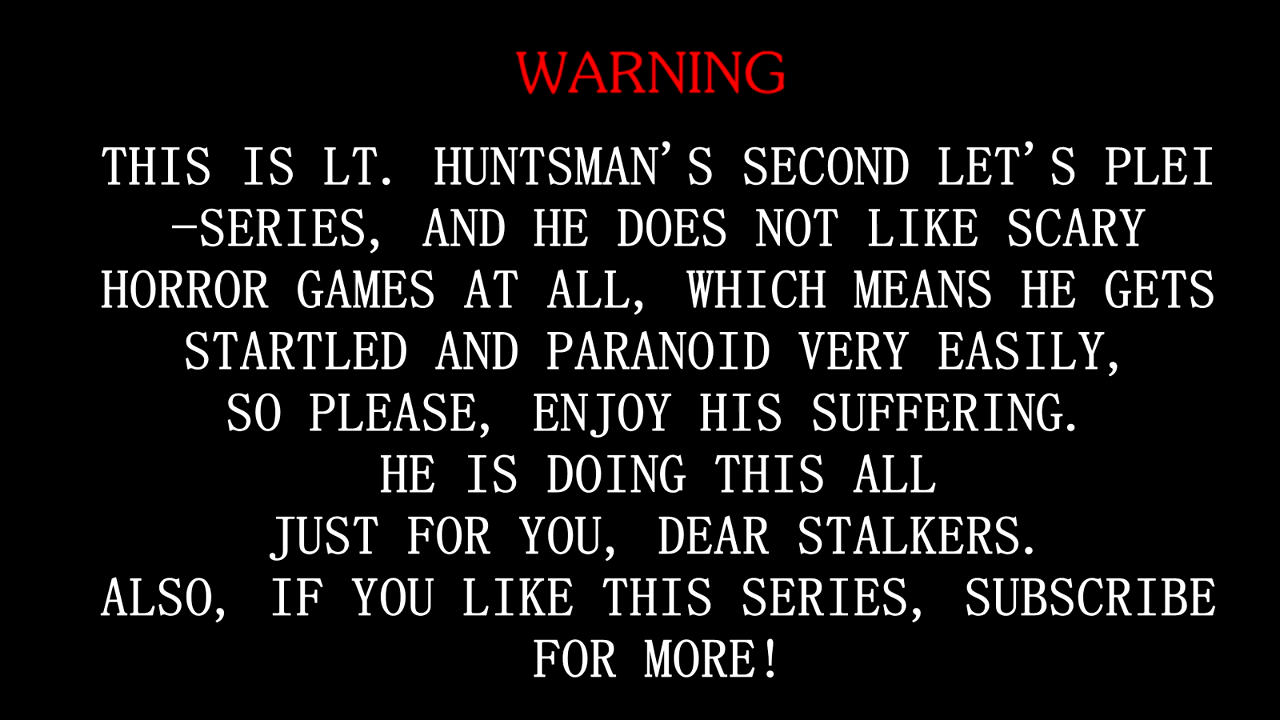 WARNING
THIS IS LT. HUNTSMAN'S SECOND LET'S PLEI
-SERIES, AND HE DOES NOT LIKE SCARY
HORROR GAMES AT ALL, WHICH MEANS HE GETS
STARTLED AND PARANOID VERY EASILY,
SO PLEASE, ENJOY HIS SUFFERING.
HE IS DOING THIS ALL
JUST FOR YOU, DEAR STALKERS.
ALSO, IF YOU LIKE THIS SERIES, SUBSCRIBE
FOR MORE!